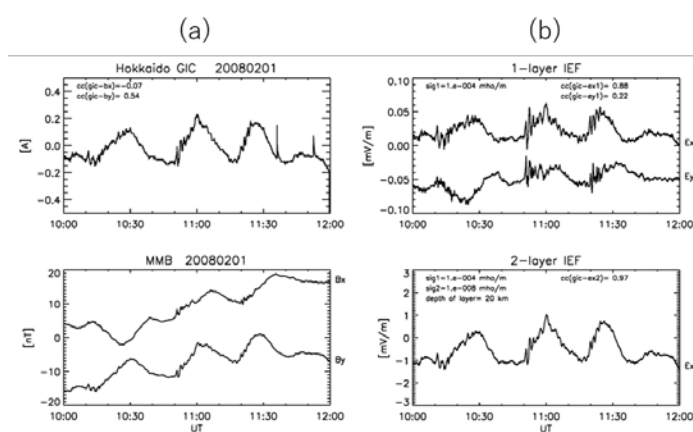 (a)
(b)
Hokkaido GIC 20080201
cc(gic-bx)=-0.07
cc(gic-by)= 0.54
[A]
0.4
0.2
0.0
-0.2
-0.4
10:00 10:30 11:00 11:30 12:00
1-layer IEF
sig1=1.e-004 mho/m
cc(gic-ex1)= 0.88
cc(gic-ey1)= 0.22
[mV/m]
0.10
0.05
0.00
-0.05
-0.10
Ex
Ey
10:00 10:30 11:00 11:30 12:00
MMB 20080201
[nT]
20
10
0
-10
-20
Bx
By
10:00 10:30 11:00 11:30 12:00
UT
2-layer IEF
sig1=1.e-004 mho/m
sig2=1.e-008 mho/m
depth of layer= 20 km
cc(gic-ex2)= 0.97
[mV/m]
3
2
1
0
-1
-2
-3
Ex
10:00 10:30 11:00 11:30 12:00
UT